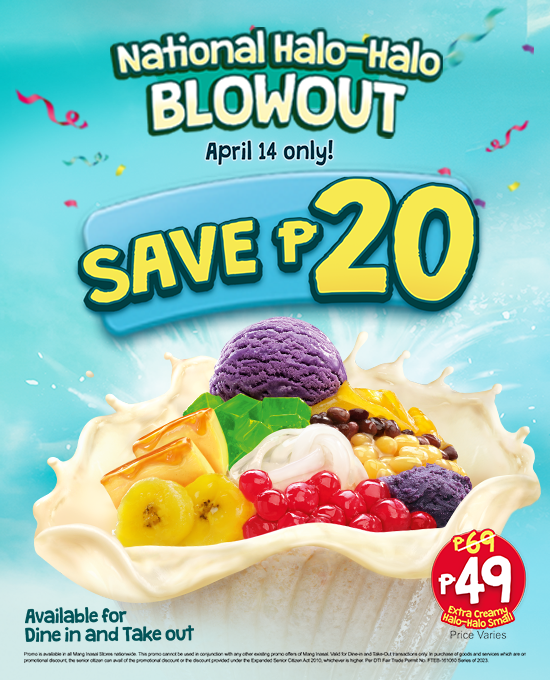 National Halo-Halo
BLOWOUT
April 14 only!
SAVE ₱20
₱69
₱49
Extra Creamy
Halo-Halo Small
Price Varies
Available for
Dine in and Take out
Promo is available in all Mang Inasal Stores nationwide. This promo cannot be used in conjunction with any other existing promo offers of Mang Inasal. Valid for Dine-in and Take-Out transactions only. In purchase of goods and services which are on
promotional discount, the senior citizen can avail of the promotional discount or the discount provided under the Expanded Senior Citizen Act 2010, whichever is higher. Per DTI Fair Trade Permit No. FTEB-161080 Series of 2023.